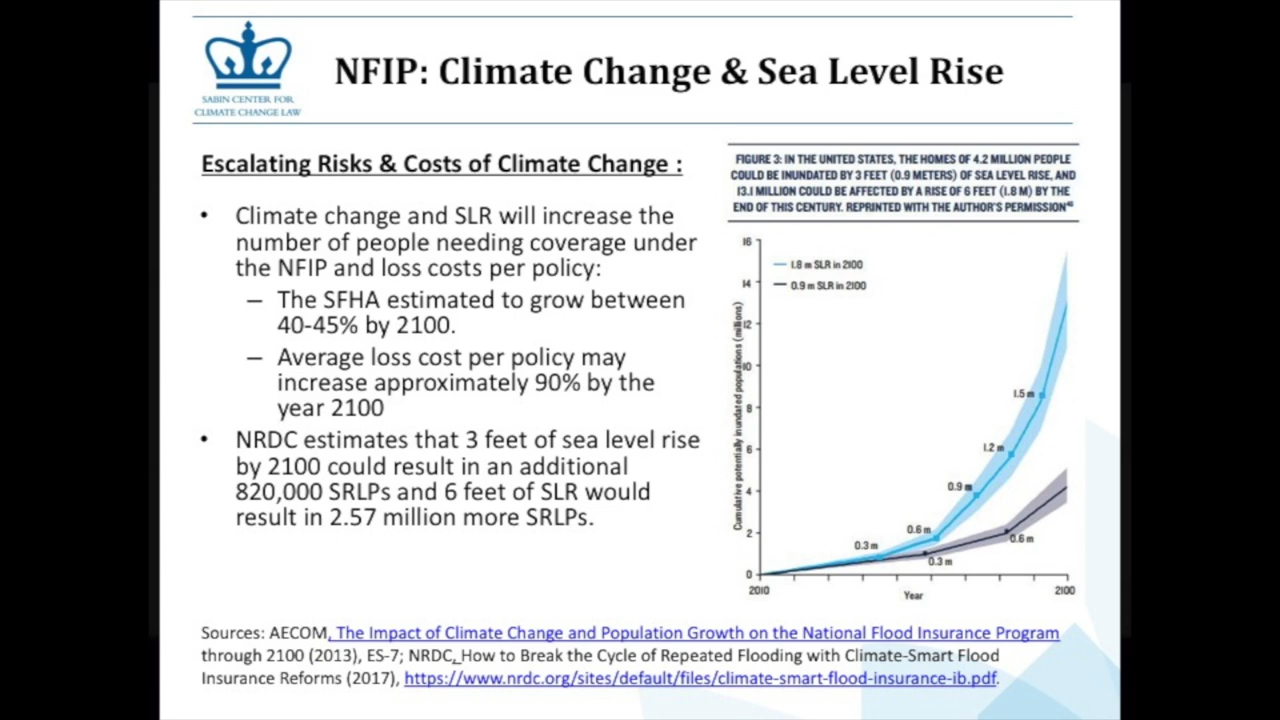 SABIN CENTER FOR
CLIMATE CHANGE LAW
NFIP: Climate Change & Sea Level Rise
Escalating Risks & Costs of Climate Change :
• Climate change and SLR will increase the
number of people needing coverage under
the NFIP and loss costs per policy:
– The SFHA estimated to grow between
40-45% by 2100.
– Average loss cost per policy may
increase approximately 90% by the
year 2100
• NRDC estimates that 3 feet of sea level rise
by 2100 could result in an additional
820,000 SRLPs and 6 feet of SLR would
result in 2.57 million more SRLPs.
FIGURE 3: IN THE UNITED STATES, THE HOMES OF 4.2 MILLION PEOPLE
COULD BE INUNDATED BY 3 FEET (0.9 METERS) OF SEA LEVEL RISE, AND
13.1 MILLION COULD BE AFFECTED BY A RISE OF 6 FEET (1.8 M) BY THE
END OF THIS CENTURY. REPRINTED WITH THE AUTHOR'S PERMISSION
Cumulative potentially inundated populations (millions)
16
14
12
10
8
6
4
2
0
1.8 m SLR in 2100
0.9 m SLR in 2100
1.5 m
1.2 m
0.9 m
0.6 m
0.3 m
0.6 m
0.3 m
2010
2100
Year
Sources: AECOM, The Impact of Climate Change and Population Growth on the National Flood Insurance Program
through 2100 (2013), ES-7; NRDC, How to Break the Cycle of Repeated Flooding with Climate-Smart Flood
Insurance Reforms (2017), https://www.nrdc.org/sites/default/files/climate-smart-flood-insurance-ib.pdf.